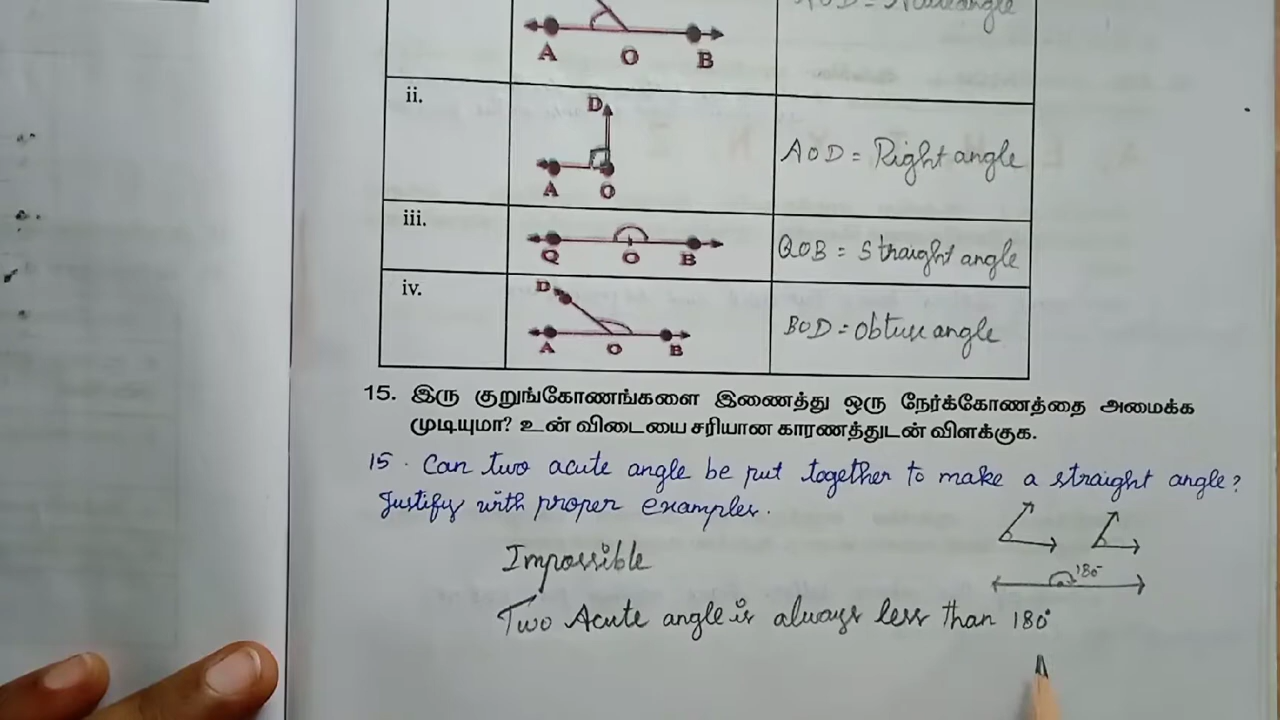 A O B
ii.
D
A O
AOD = Right angle
iii.
Q O B
QOB = Straight angle
iv.
D
A O B
BOD = Obtuse angle
15. இரு குறுங்கோணங்களை இணைத்து ஒரு நேர்க்கோணத்தை அமைக்க
முடியுமா? உன் விடையை சரியான காரணத்துடன் விளக்குக.
15. Can two acute angle be put together to make a straight angle?
Justify with proper examples.
Impossible
180°
Two Acute angle is always less than 180°